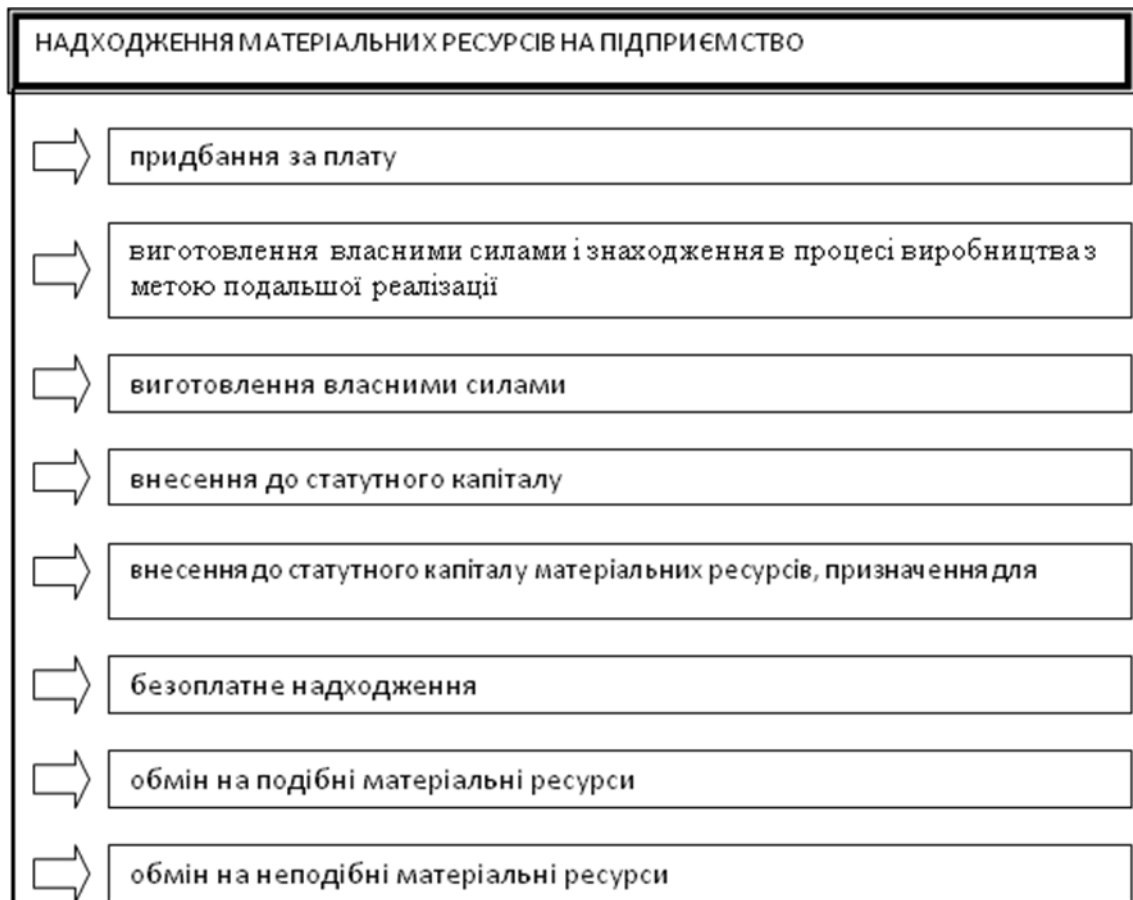 НАДХОДЖЕННЯ МАТЕРІАЛЬНИХ РЕСУРСІВ НА ПІДПРИЄМСТВО
придбання за плату
виготовлення власними силами і знаходження в процесі виробництва з
метою подальшої реалізації
виготовлення власними силами
внесення до статутного капіталу
внесення до статутного капіталу матеріальних ресурсів, призначення для
безоплатне надходження
обмін на подібні матеріальні ресурси
обмін на неподібні матеріальні ресурси